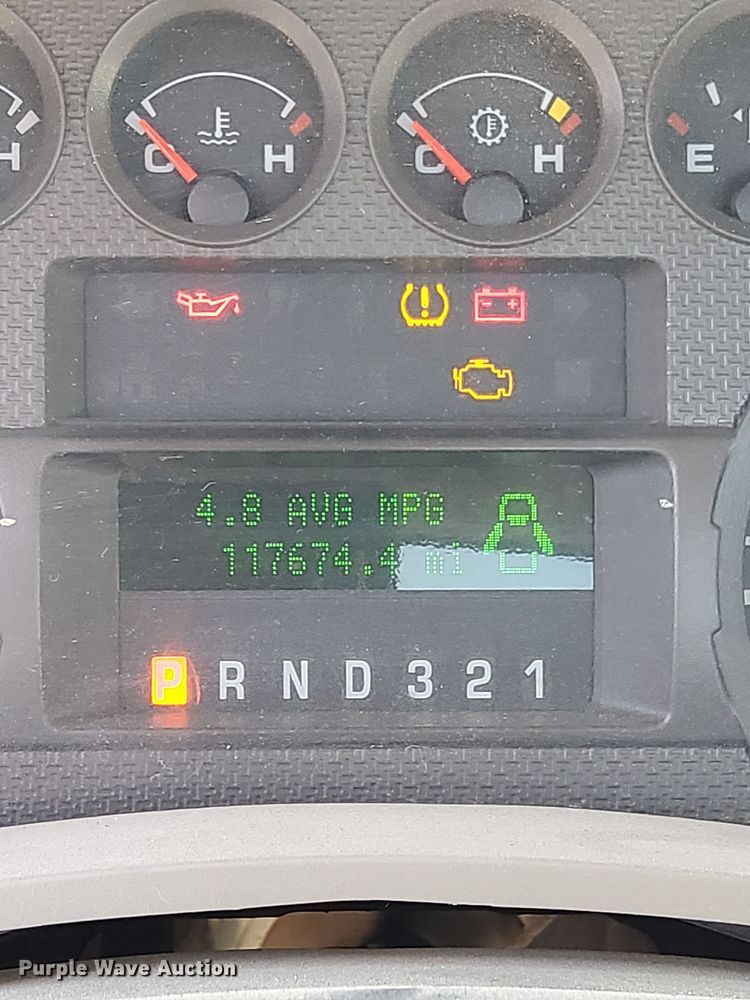 H
C H
C H
E
4.8 AVG MPG
117674.4 mi
P R N D 3 2 1
Purple Wave Auction